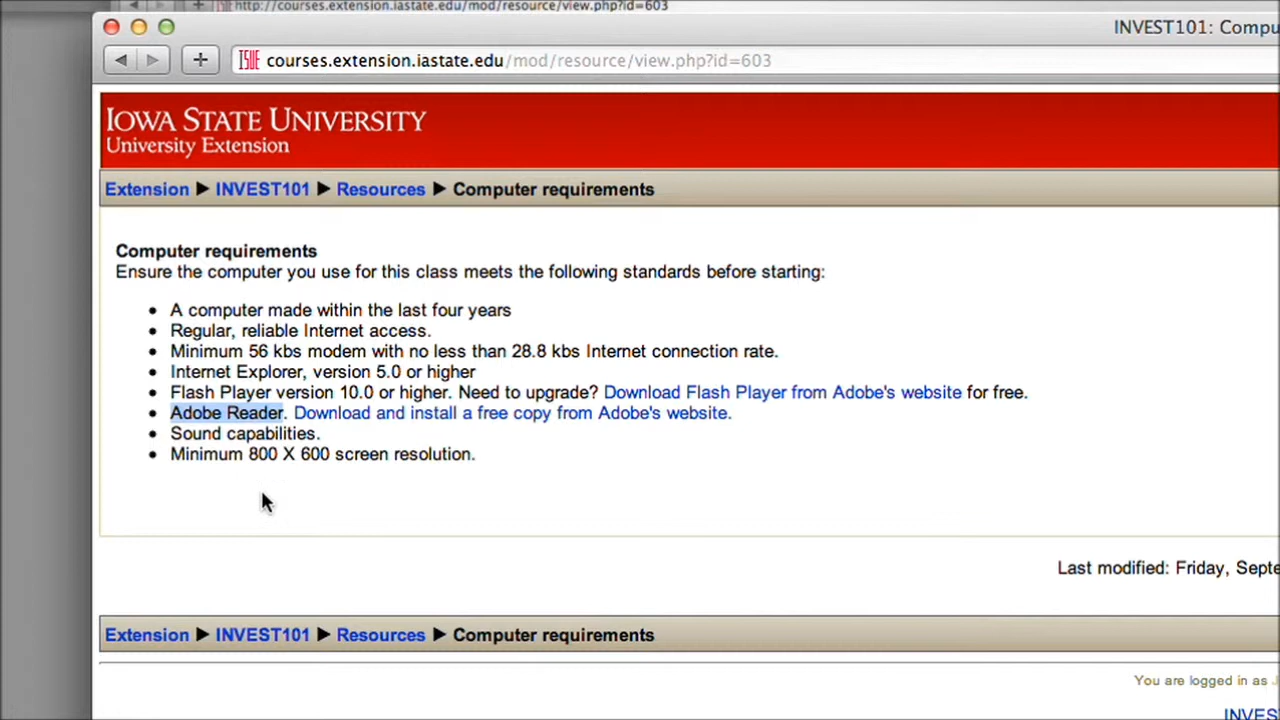 http://courses.extension.iastate.edu/mod/resource/view.php?id=603
INVEST101: Compu
courses.extension.iastate.edu/mod/resource/view.php?id=603
IOWA STATE UNIVERSITY
University Extension
Extension ▶ INVEST101 ▶ Resources ▶ Computer requirements
Computer requirements
Ensure the computer you use for this class meets the following standards before starting:
• A computer made within the last four years
• Regular, reliable Internet access.
• Minimum 56 kbs modem with no less than 28.8 kbs Internet connection rate.
• Internet Explorer, version 5.0 or higher
• Flash Player version 10.0 or higher. Need to upgrade? Download Flash Player from Adobe's website for free.
• Adobe Reader. Download and install a free copy from Adobe's website.
• Sound capabilities.
• Minimum 800 X 600 screen resolution.
Last modified: Friday, Septe
Extension ▶ INVEST101 ▶ Resources ▶ Computer requirements
You are logged in as J
INVES